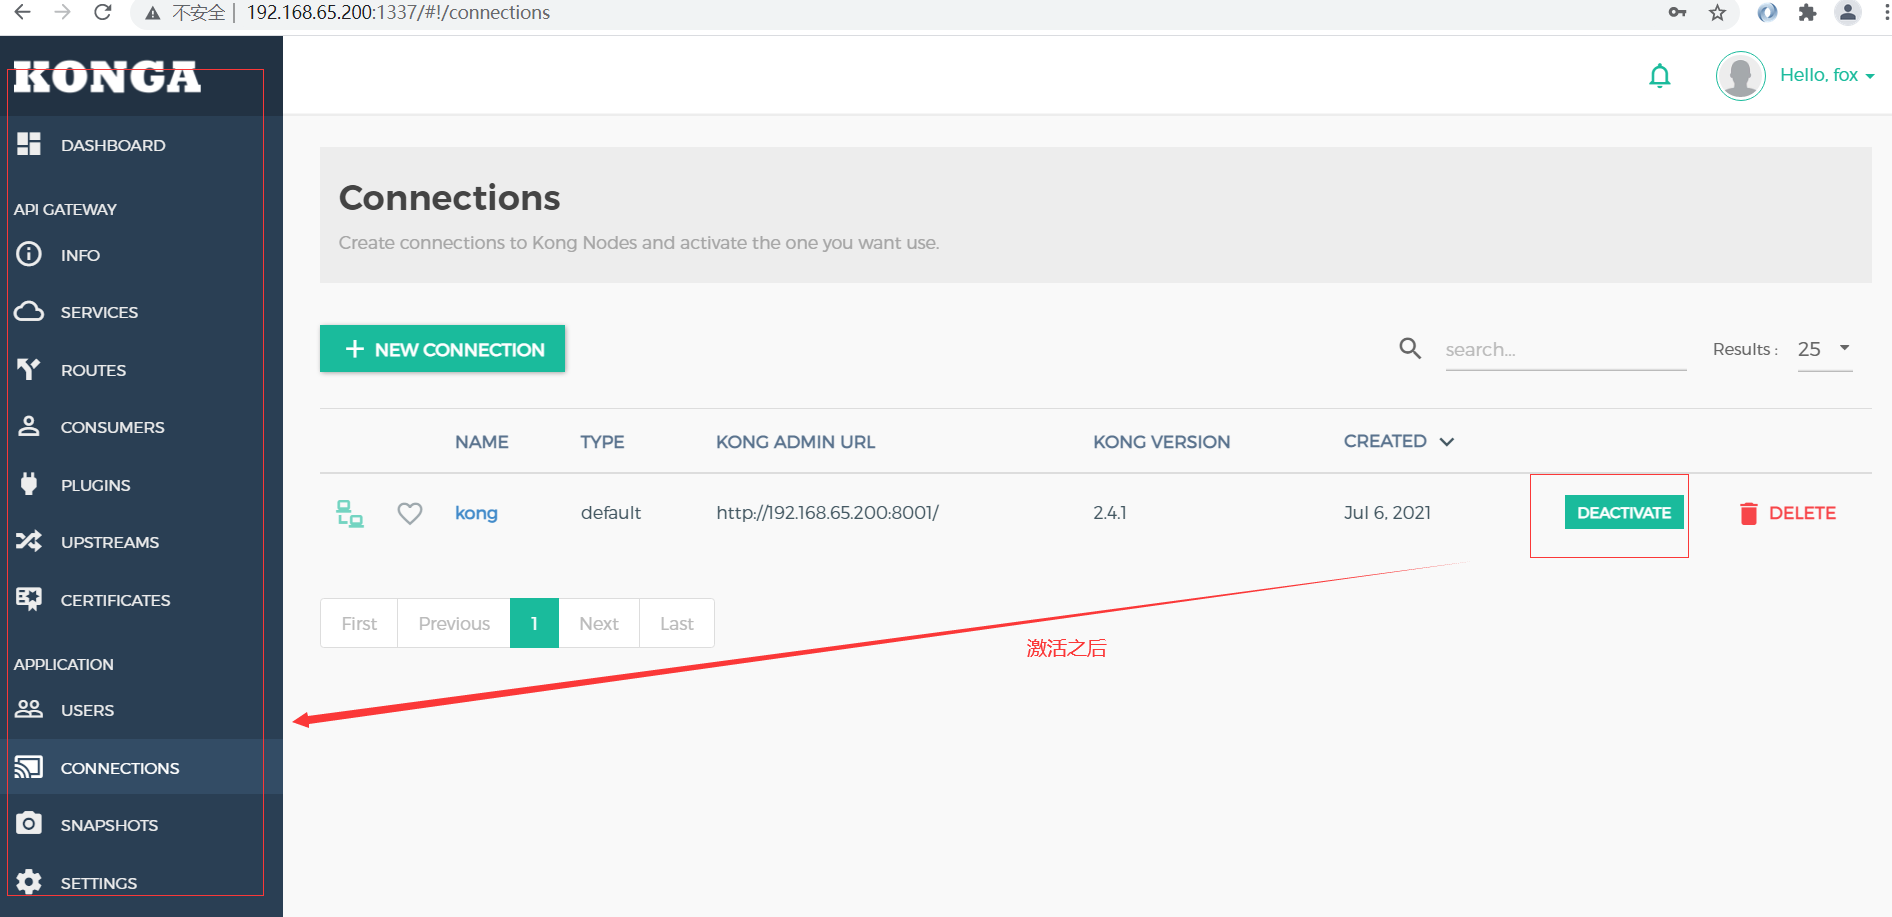 不安全 | 192.168.65.200:1337/#!/connections
KONGA
Hello, fox
DASHBOARD
API GATEWAY
INFO
SERVICES
ROUTES
CONSUMERS
PLUGINS
UPSTREAMS
CERTIFICATES
APPLICATION
USERS
CONNECTIONS
SNAPSHOTS
SETTINGS
Connections
Create connections to Kong Nodes and activate the one you want use.
+ NEW CONNECTION
search...
Results : 25
NAME TYPE KONG ADMIN URL KONG VERSION CREATED
kong default http://192.168.65.200:8001/ 2.4.1 Jul 6, 2021 DEACTIVATE DELETE
First Previous 1 Next Last
激活之后